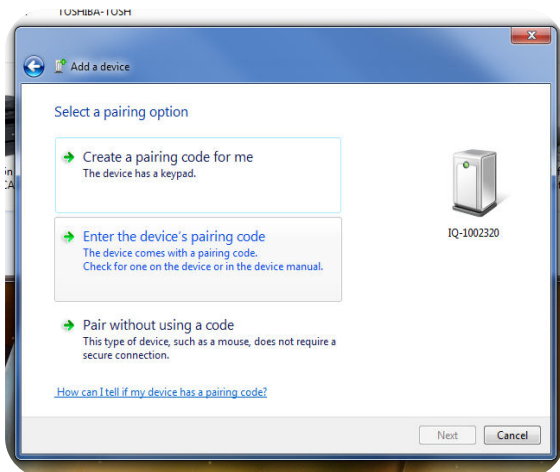 TOSHIBA-TOSH
Add a device
Select a pairing option
Create a pairing code for me
The device has a keypad.
Enter the device's pairing code
The device comes with a pairing code.
Check for one on the device or in the device manual.
IQ-1002320
Pair without using a code
This type of device, such as a mouse, does not require a
secure connection.
How can I tell if my device has a pairing code?
Next
Cancel